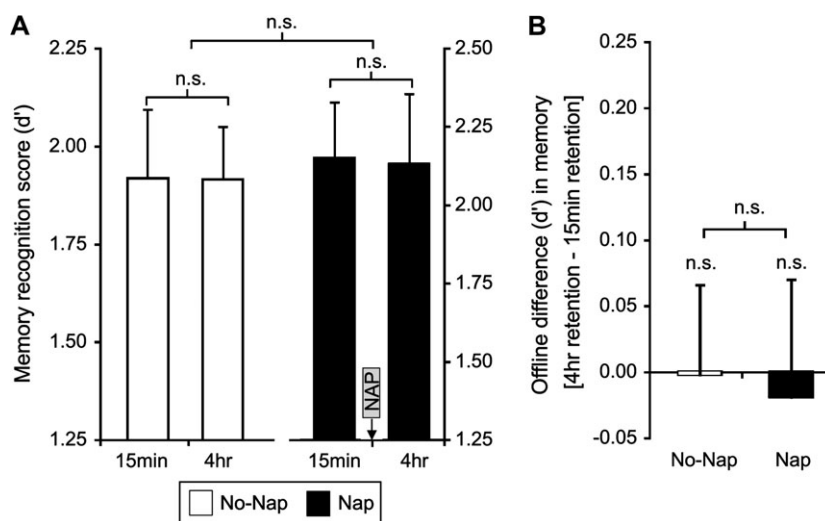 A
n.s.
2.25
n.s.
n.s.
2.50
Memory recognition score (d')
2.00
1.75
1.50
1.25
2.25
2.00
1.75
1.50
1.25
NAP
15min
4hr
15min
4hr
No-Nap
Nap
B
Offline difference (d') in memory
[4hr retention - 15min retention]
0.25
0.20
0.15
0.10
0.05
0.00
-0.05
n.s.
n.s.
n.s.
No-Nap
Nap